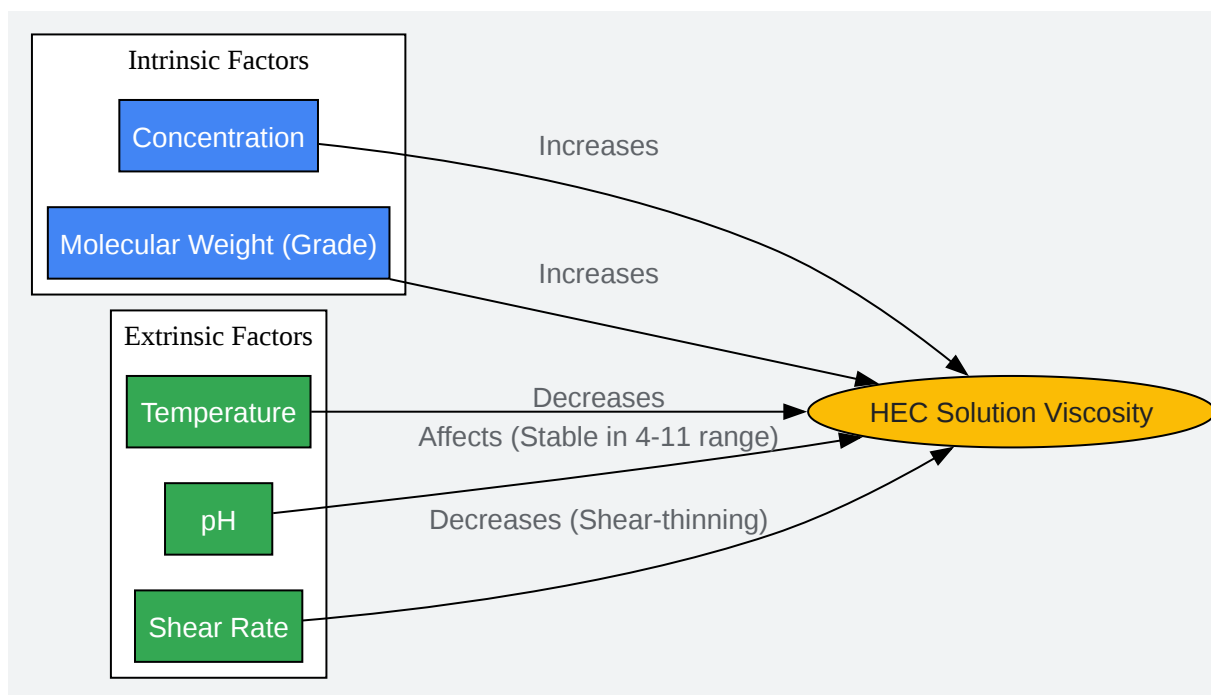 Intrinsic Factors
Concentration
Increases
Molecular Weight (Grade)
Increases
Extrinsic Factors
Temperature
Decreases
HEC Solution Viscosity
Affects (Stable in 4-11 range)
pH
Decreases (Shear-thinning)
Shear Rate